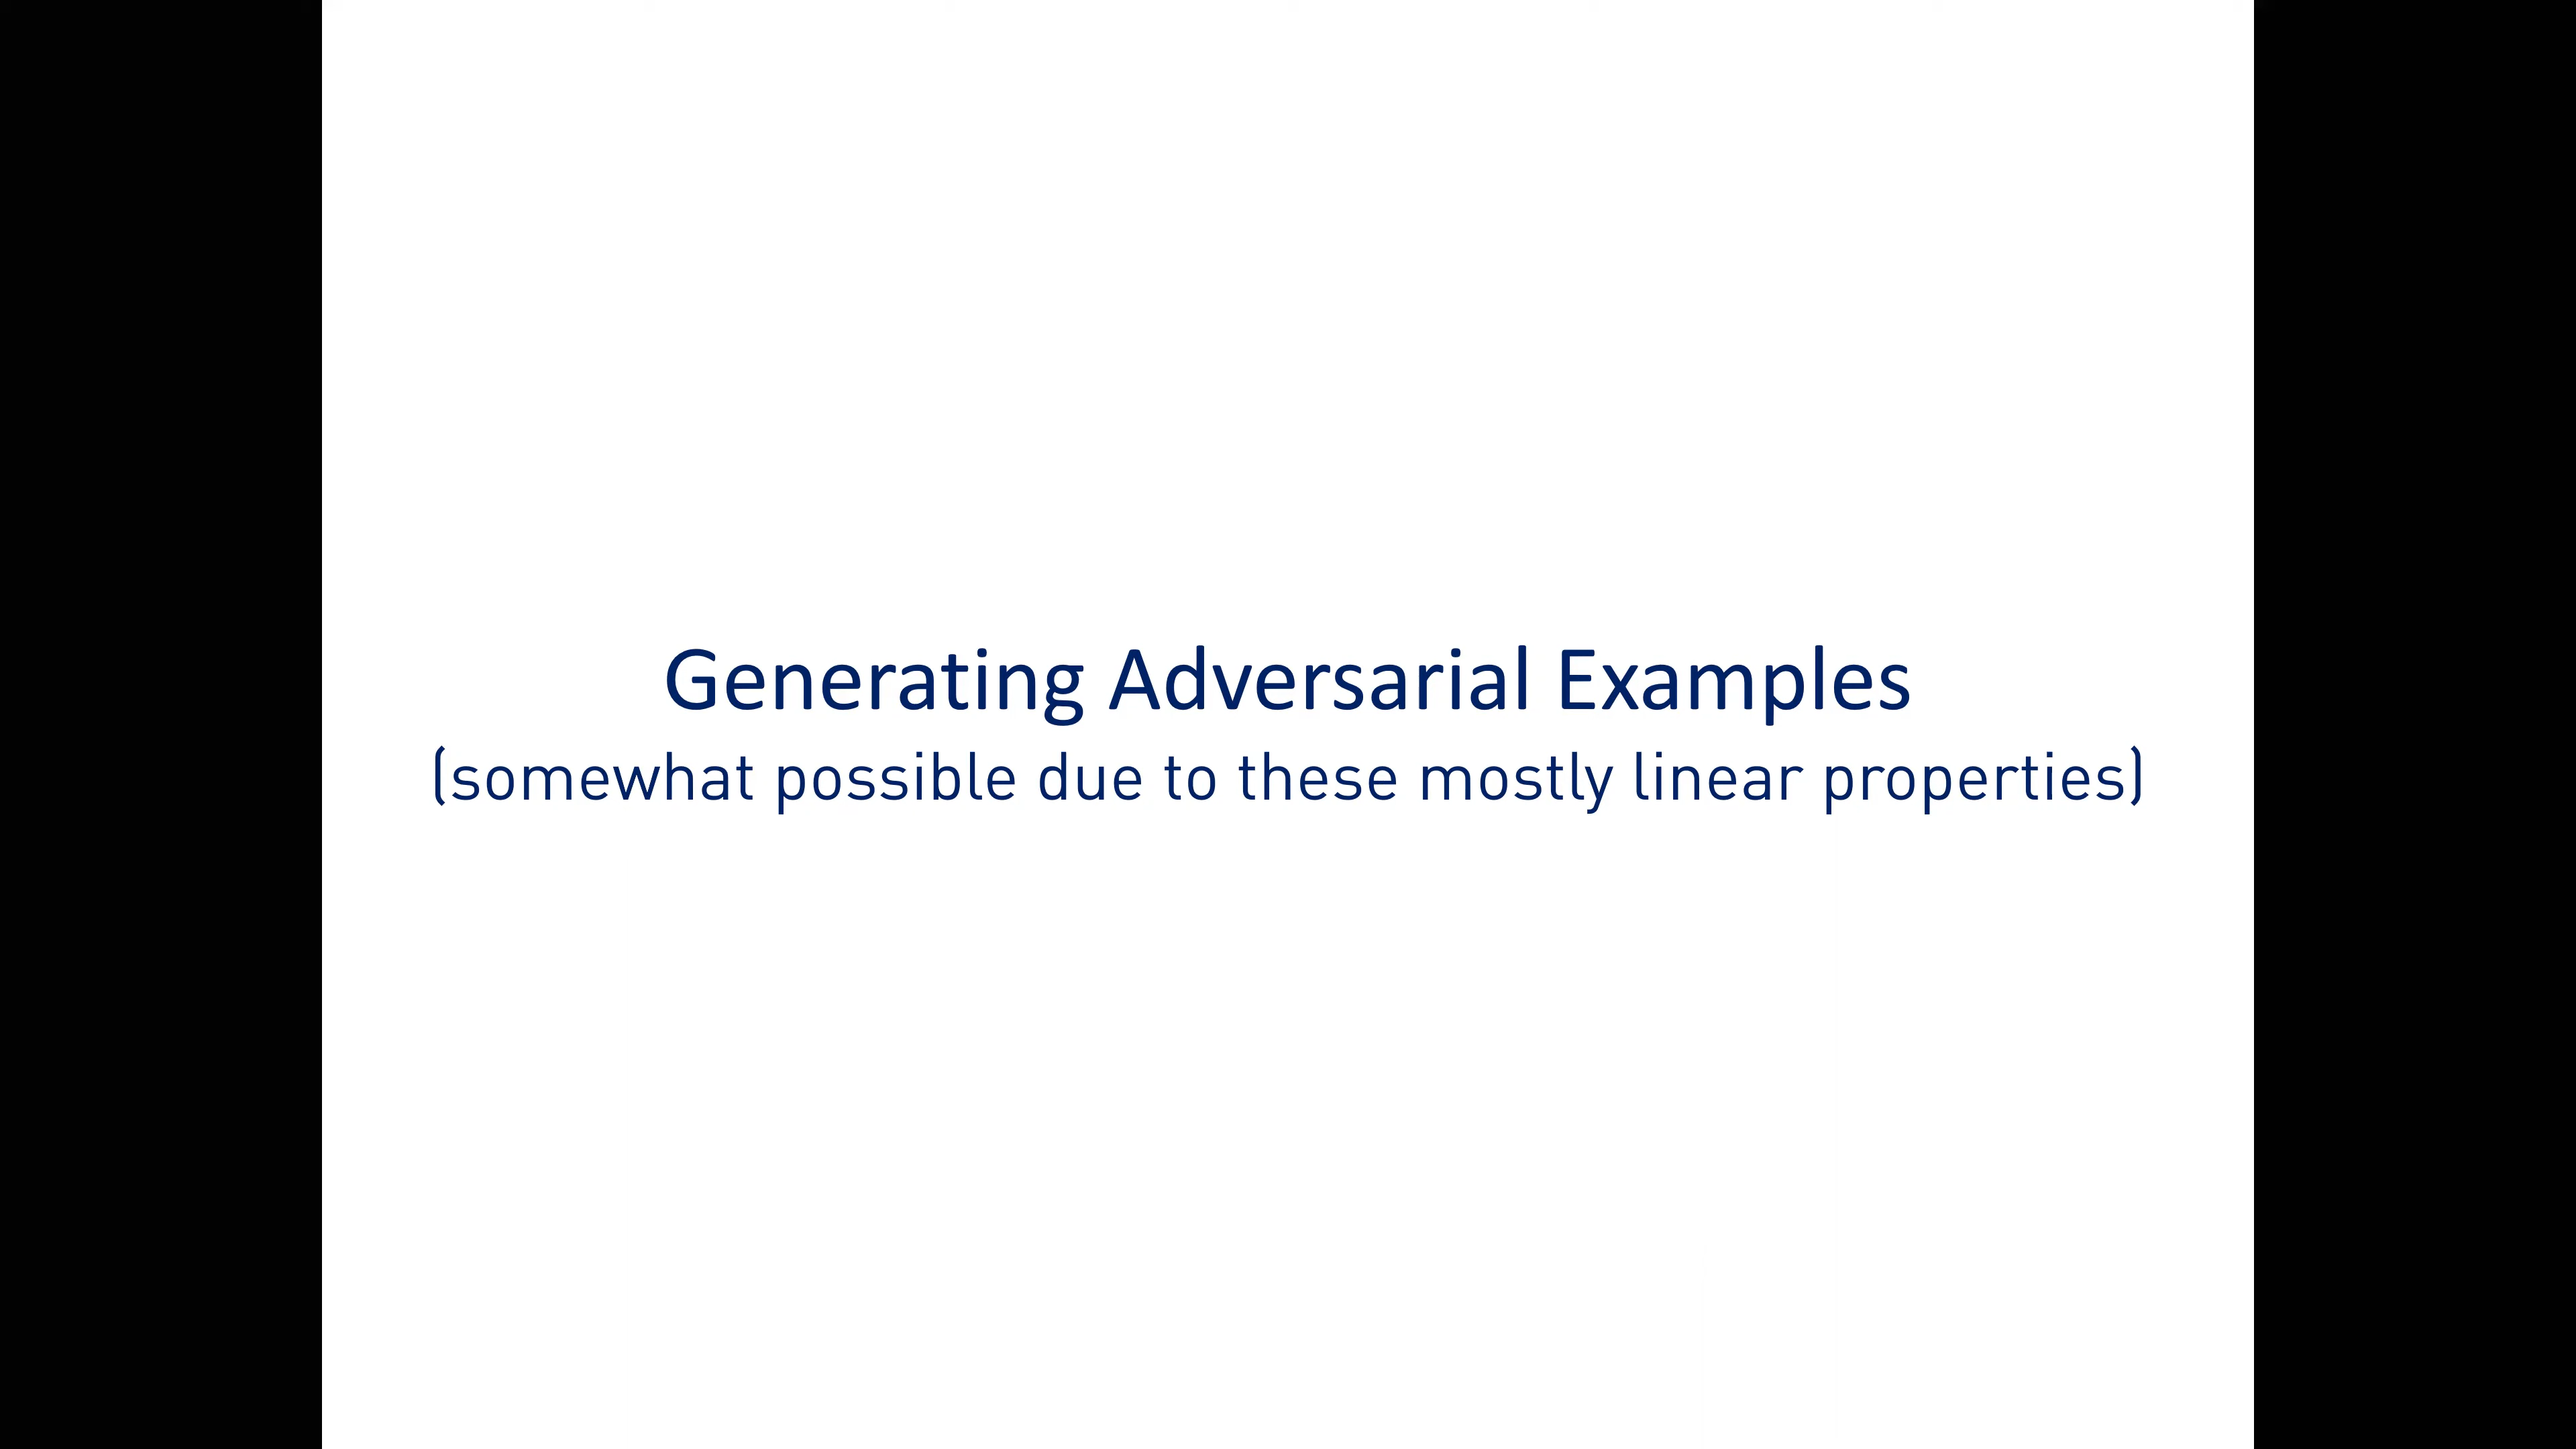 Generating Adversarial Examples
(somewhat possible due to these mostly linear properties)